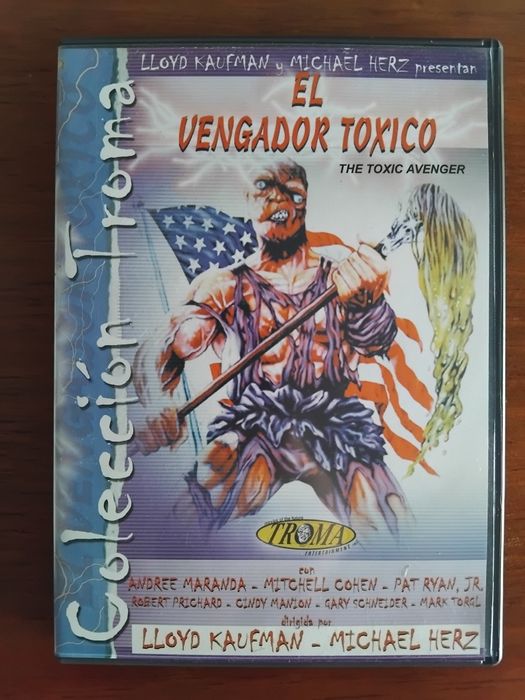 LLOYD KAUFMAN y MICHAEL HERZ presentan
EL
VENGADOR TOXICO
THE TOXIC AVENGER
Colección Troma
TROMA
ENTERTAINMENT
con
ANDREE MARANDA - MITCHELL COHEN - PAT RYAN, JR.
ROBERT PRICHARD - CINDY MANION - GARY SCHNEIDER - MARK TORGL
dirigida por
LLOYD KAUFMAN - MICHAEL HERZ